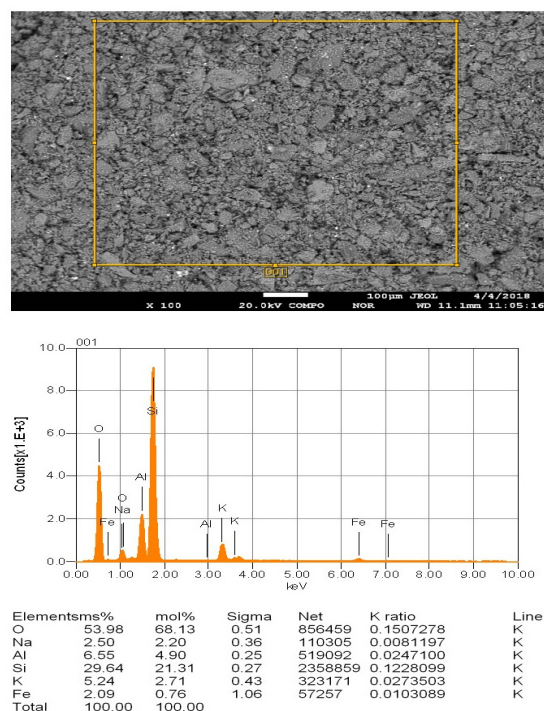 001
100µm JEOL 4/4/2018
X 100 20.0kV COMPO NOR WD 11.1mm 11:05:16
10.0 001
8.0
6.0
4.0
2.0
0.0
Counts[x1.E+3]
O
Fe
O
Na
Al
Si
Al
K
K
Fe
Fe
0.00 1.00 2.00 3.00 4.00 5.00 6.00 7.00 8.00 9.00 10.00
keV
Elementsms% mol% Sigma Net K ratio Line
O 53.98 68.13 0.51 856459 0.1507278 K
Na 2.50 2.20 0.36 110305 0.0081197 K
Al 6.55 4.90 0.25 519092 0.0247100 K
Si 29.64 21.31 0.27 2358859 0.1228099 K
K 5.24 2.71 0.43 323171 0.0273503 K
Fe 2.09 0.76 1.06 57257 0.0103089 K
Total 100.00 100.00